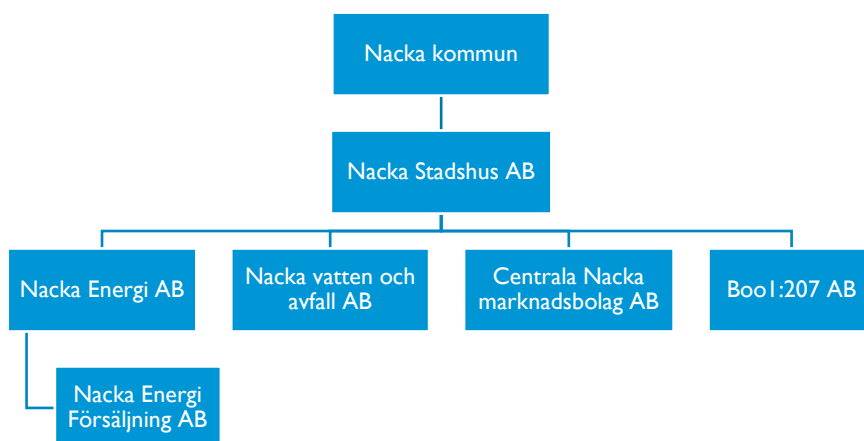 Nacka kommun
Nacka Stadshus AB
Nacka Energi AB
Nacka vatten och
avfall AB
Centrala Nacka
marknadsbolag AB
Boo1:207 AB
Nacka Energi
Försäljning AB